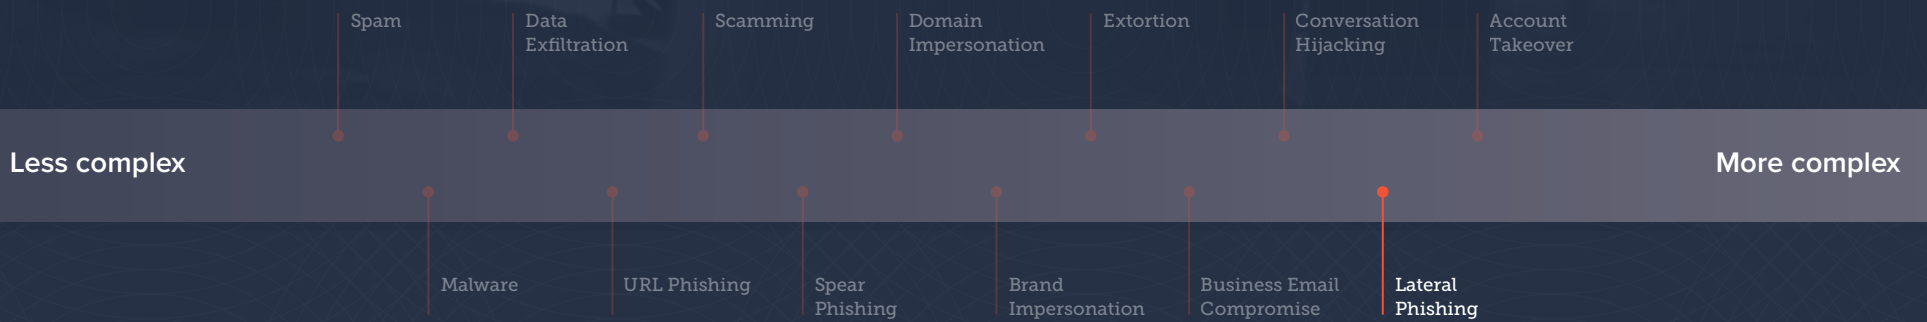 Spam
Data
Exfiltration
Scamming
Domain
Impersonation
Extortion
Conversation
Hijacking
Account
Takeover
Less complex
More complex
Malware
URL Phishing
Spear
Phishing
Brand
Impersonation
Business Email
Compromise
Lateral
Phishing